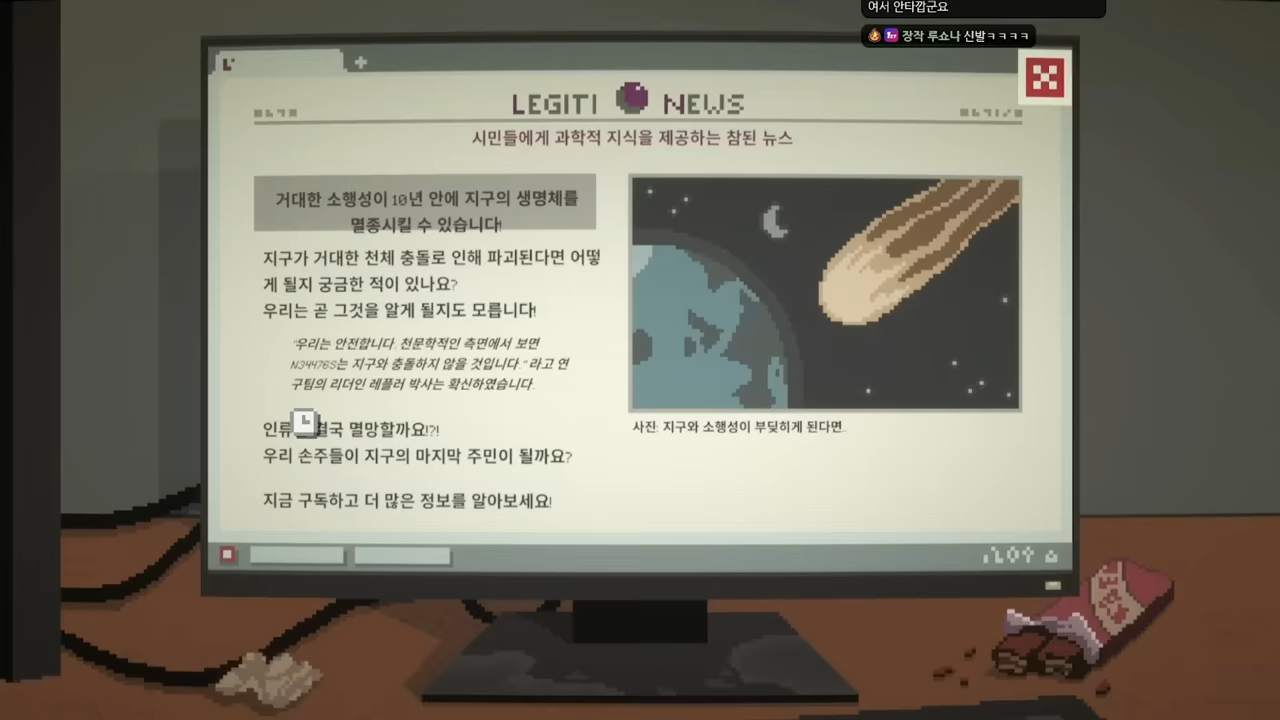 여서 안타깝군요
장작 루쇼나 신발ㅋㅋㅋㅋ
LEGITI NEWS
시민들에게 과학적 지식을 제공하는 참된 뉴스
거대한 소행성이 10년 안에 지구의 생명체를
멸종시킬 수 있습니다!
지구가 거대한 천체 충돌로 인해 파괴된다면 어떻
게 될지 궁금한 적이 있나요?
우리는 곧 그것을 알게 될지도 모릅니다!
"우리는 안전합니다. 천문학적인 측면에서 보면
N34476S는 지구와 충돌하지 않을 것입니다." 라고 연
구팀의 리더인 레플러 박사는 확신하였습니다.
사진: 지구와 소행성이 부딪히게 된다면..
인류 결국 멸망할까요!?!
우리 손주들이 지구의 마지막 주민이 될까요?
지금 구독하고 더 많은 정보를 알아보세요!